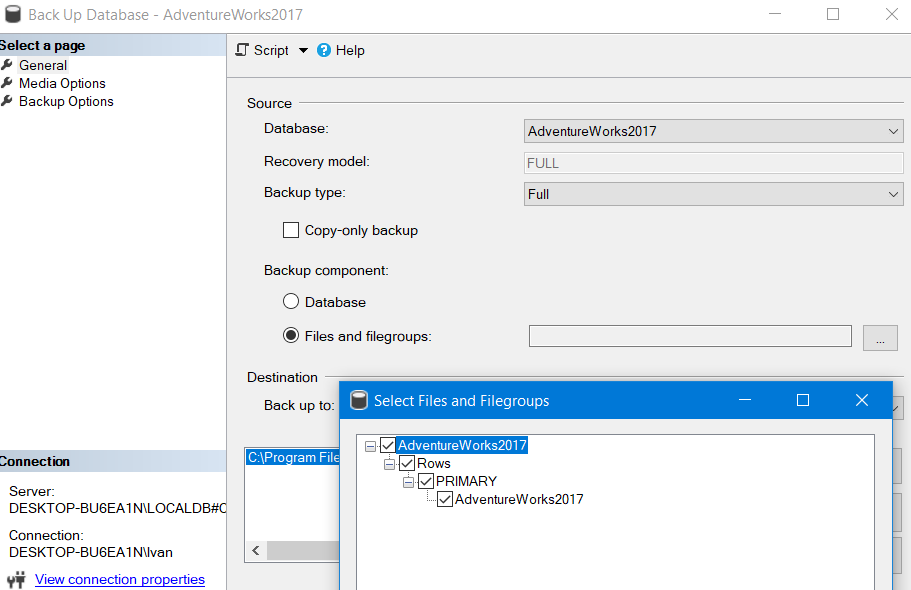 Back Up Database - AdventureWorks2017
Select a page
General
Media Options
Backup Options
Script
Help
Source
Database:
AdventureWorks2017
Recovery model:
FULL
Backup type:
Full
Copy-only backup
Backup component:
Database
Files and filegroups:
...
Destination
Back up to:
C:\Program File
Select Files and Filegroups
AdventureWorks2017
Rows
PRIMARY
AdventureWorks2017
Connection
Server:
DESKTOP-BU6EA1N\LOCALDB#C
Connection:
DESKTOP-BU6EA1N\Ivan
View connection properties